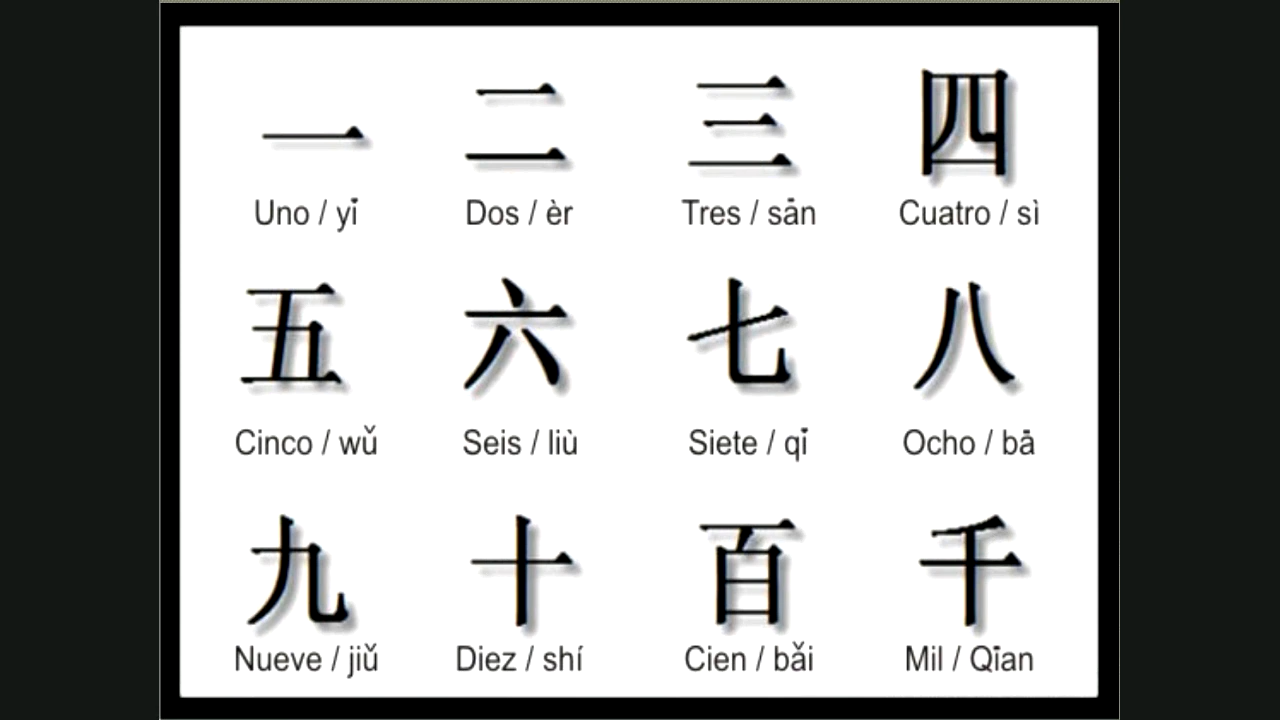 一 二 三 四
Uno / yī Dos / èr Tres / sān Cuatro / sì
五 六 七 八
Cinco / wǔ Seis / liù Siete / qī Ocho / bā
九 十 百 千
Nueve / jiǔ Diez / shí Cien / bǎi Mil / Qīan